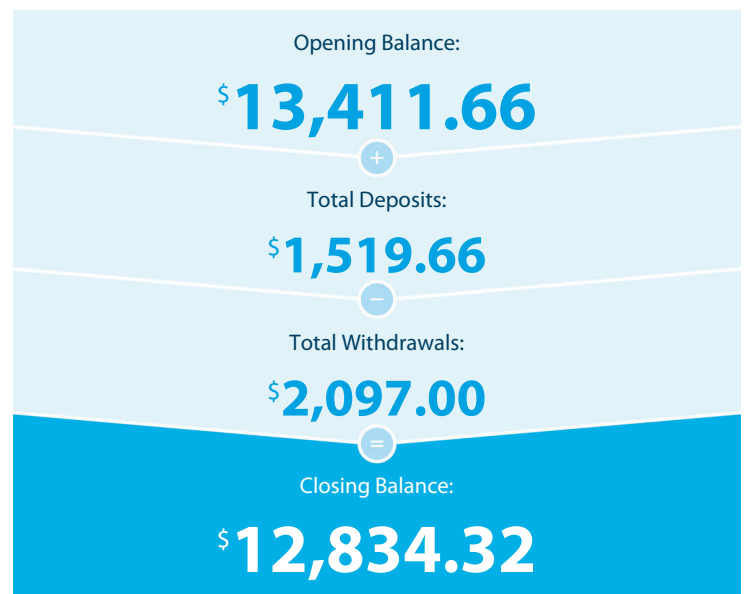 Opening Balance:
$13,411.66
+
Total Deposits:
$1,519.66
−
Total Withdrawals:
$2,097.00
=
Closing Balance:
$12,834.32